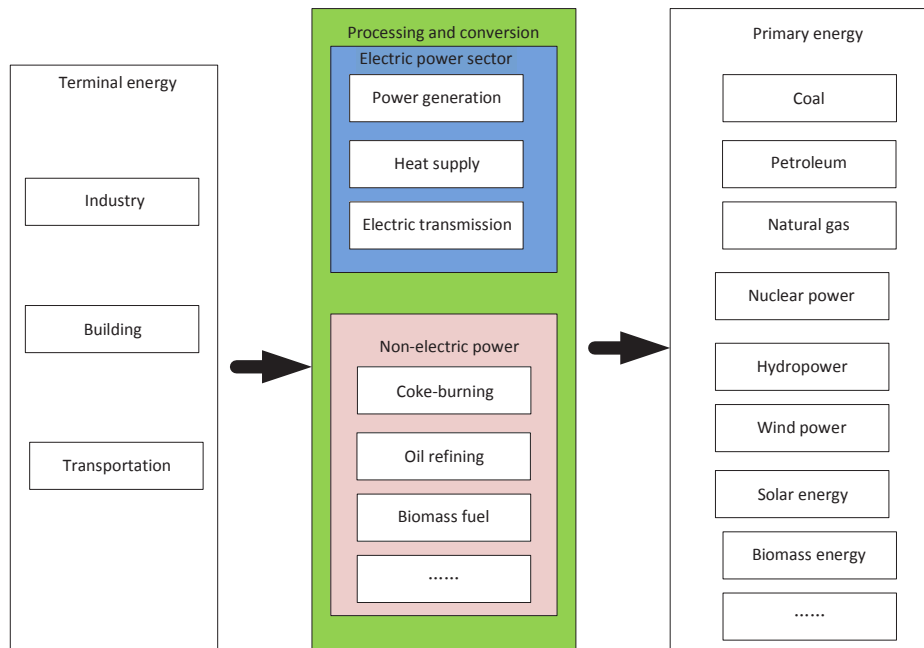 Terminal energy
Industry
Building
Transportation
Processing and conversion
Electric power sector
Power generation
Heat supply
Electric transmission
Non-electric power
Coke-burning
Oil refining
Biomass fuel
......
Primary energy
Coal
Petroleum
Natural gas
Nuclear power
Hydropower
Wind power
Solar energy
Biomass energy
......